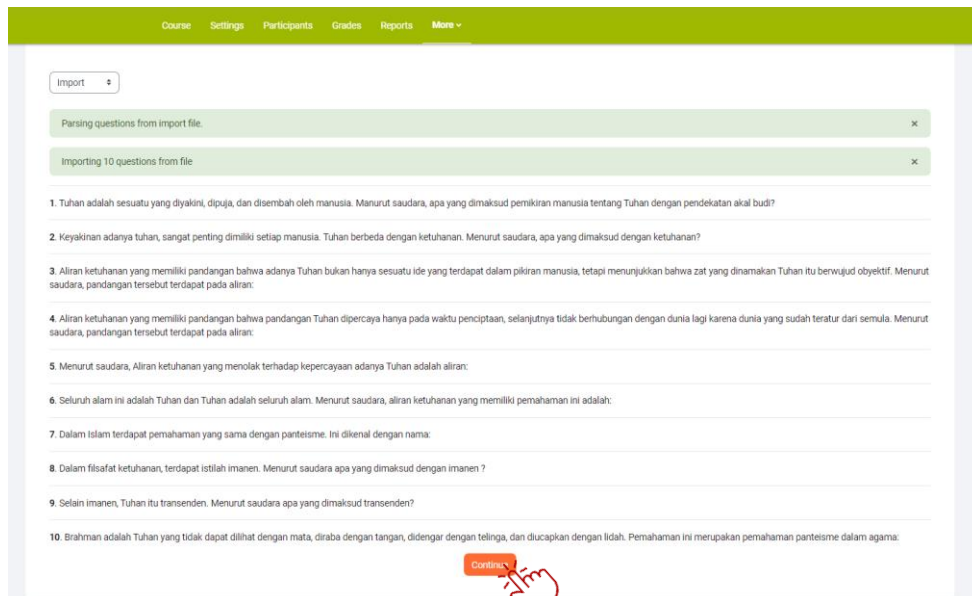 Course Settings Participants Grades Reports More
Import
Parsing questions from import file. ×
Importing 10 questions from file ×
1. Tuhan adalah sesuatu yang diyakini, dipuja, dan disembah oleh manusia. Manurut saudara, apa yang dimaksud pemikiran manusia tentang Tuhan dengan pendekatan akal budi?
2. Keyakinan adanya tuhan, sangat penting dimiliki setiap manusia. Tuhan berbeda dengan ketuhanan. Menurut saudara, apa yang dimaksud dengan ketuhanan?
3. Aliran ketuhanan yang memiliki pandangan bahwa adanya Tuhan bukan hanya sesuatu ide yang terdapat dalam pikiran manusia, tetapi menunjukkan bahwa zat yang dinamakan Tuhan itu berwujud obyektif. Menurut
saudara, pandangan tersebut terdapat pada aliran:
4. Aliran ketuhanan yang memiliki pandangan bahwa pandangan Tuhan dipercaya hanya pada waktu penciptaan, selanjutnya tidak berhubungan dengan dunia lagi karena dunia yang sudah teratur dari semula. Menurut
saudara, pandangan tersebut terdapat pada aliran:
5. Menurut saudara, Aliran ketuhanan yang menolak terhadap kepercayaan adanya Tuhan adalah aliran:
6. Seluruh alam ini adalah Tuhan dan Tuhan adalah seluruh alam. Menurut saudara, aliran ketuhanan yang memiliki pemahaman ini adalah:
7. Dalam Islam terdapat pemahaman yang sama dengan panteisme. Ini dikenal dengan nama:
8. Dalam filsafat ketuhanan, terdapat istilah imanen. Menurut saudara apa yang dimaksud dengan imanen ?
9. Selain imanen, Tuhan itu transenden. Menurut saudara apa yang dimaksud transenden?
10. Brahman adalah Tuhan yang tidak dapat dilihat dengan mata, diraba dengan tangan, didengar dengan telinga, dan diucapkan dengan lidah. Pemahaman ini merupakan pemahaman panteisme dalam agama:
Continue